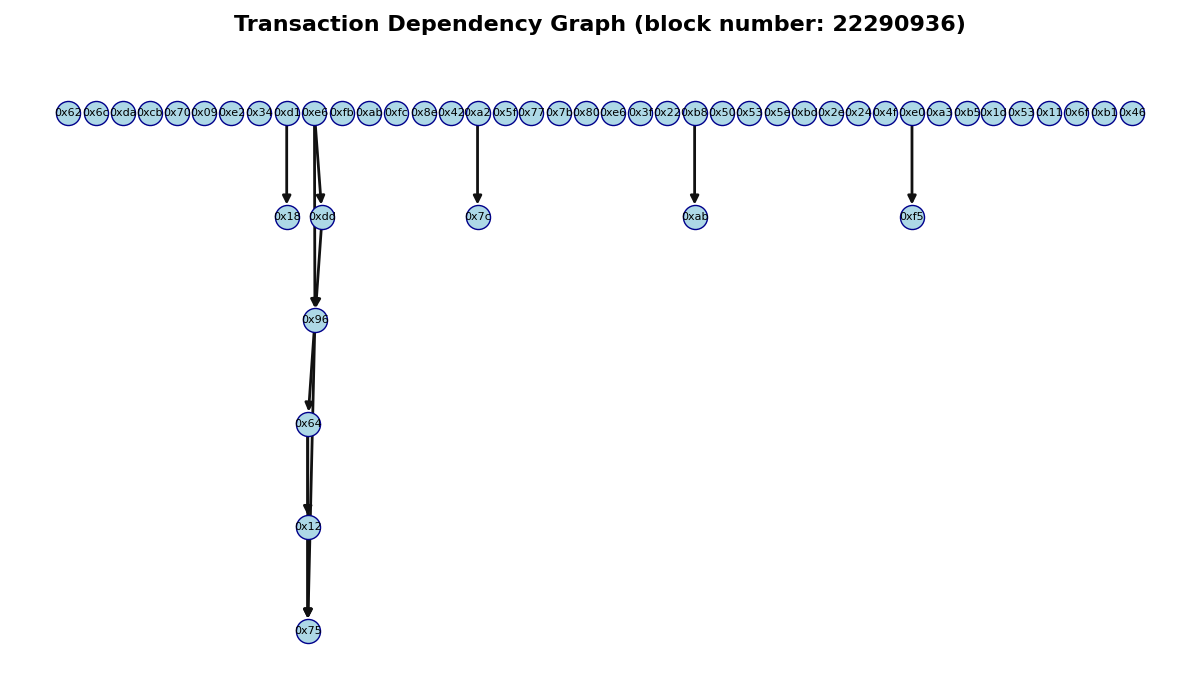 Transaction Dependency Graph (block number: 22290936)
0x62 0x6c 0xda 0xcb 0x70 0x09 0xe2 0x34 0xd1 0xe6 0xfb 0xab 0xfc 0x8e 0x42 0xa2 0x5f 0x77 0x7b 0x80 0xe6 0x3f 0x22 0xb8 0x50 0x53 0x5e 0xbd 0x2e 0x24 0x4f 0xe0 0xa3 0xb5 0x1d 0x53 0x11 0x6f 0xb1 0x46
0x18 0xdd 0x7c 0xab 0xf5
0x96
0x64
0x12
0x75